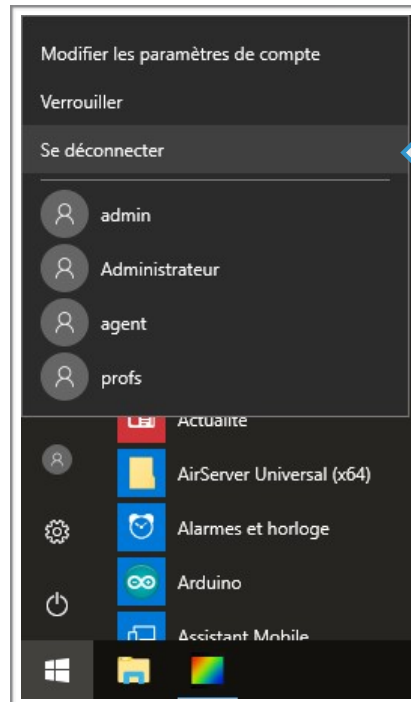 Modifier les paramètres de compte
Verrouiller
Se déconnecter
admin
Administrateur
agent
profs
Actualité
AirServer Universal (x64)
Alarmes et horloge
Arduino
Assistant Mobile